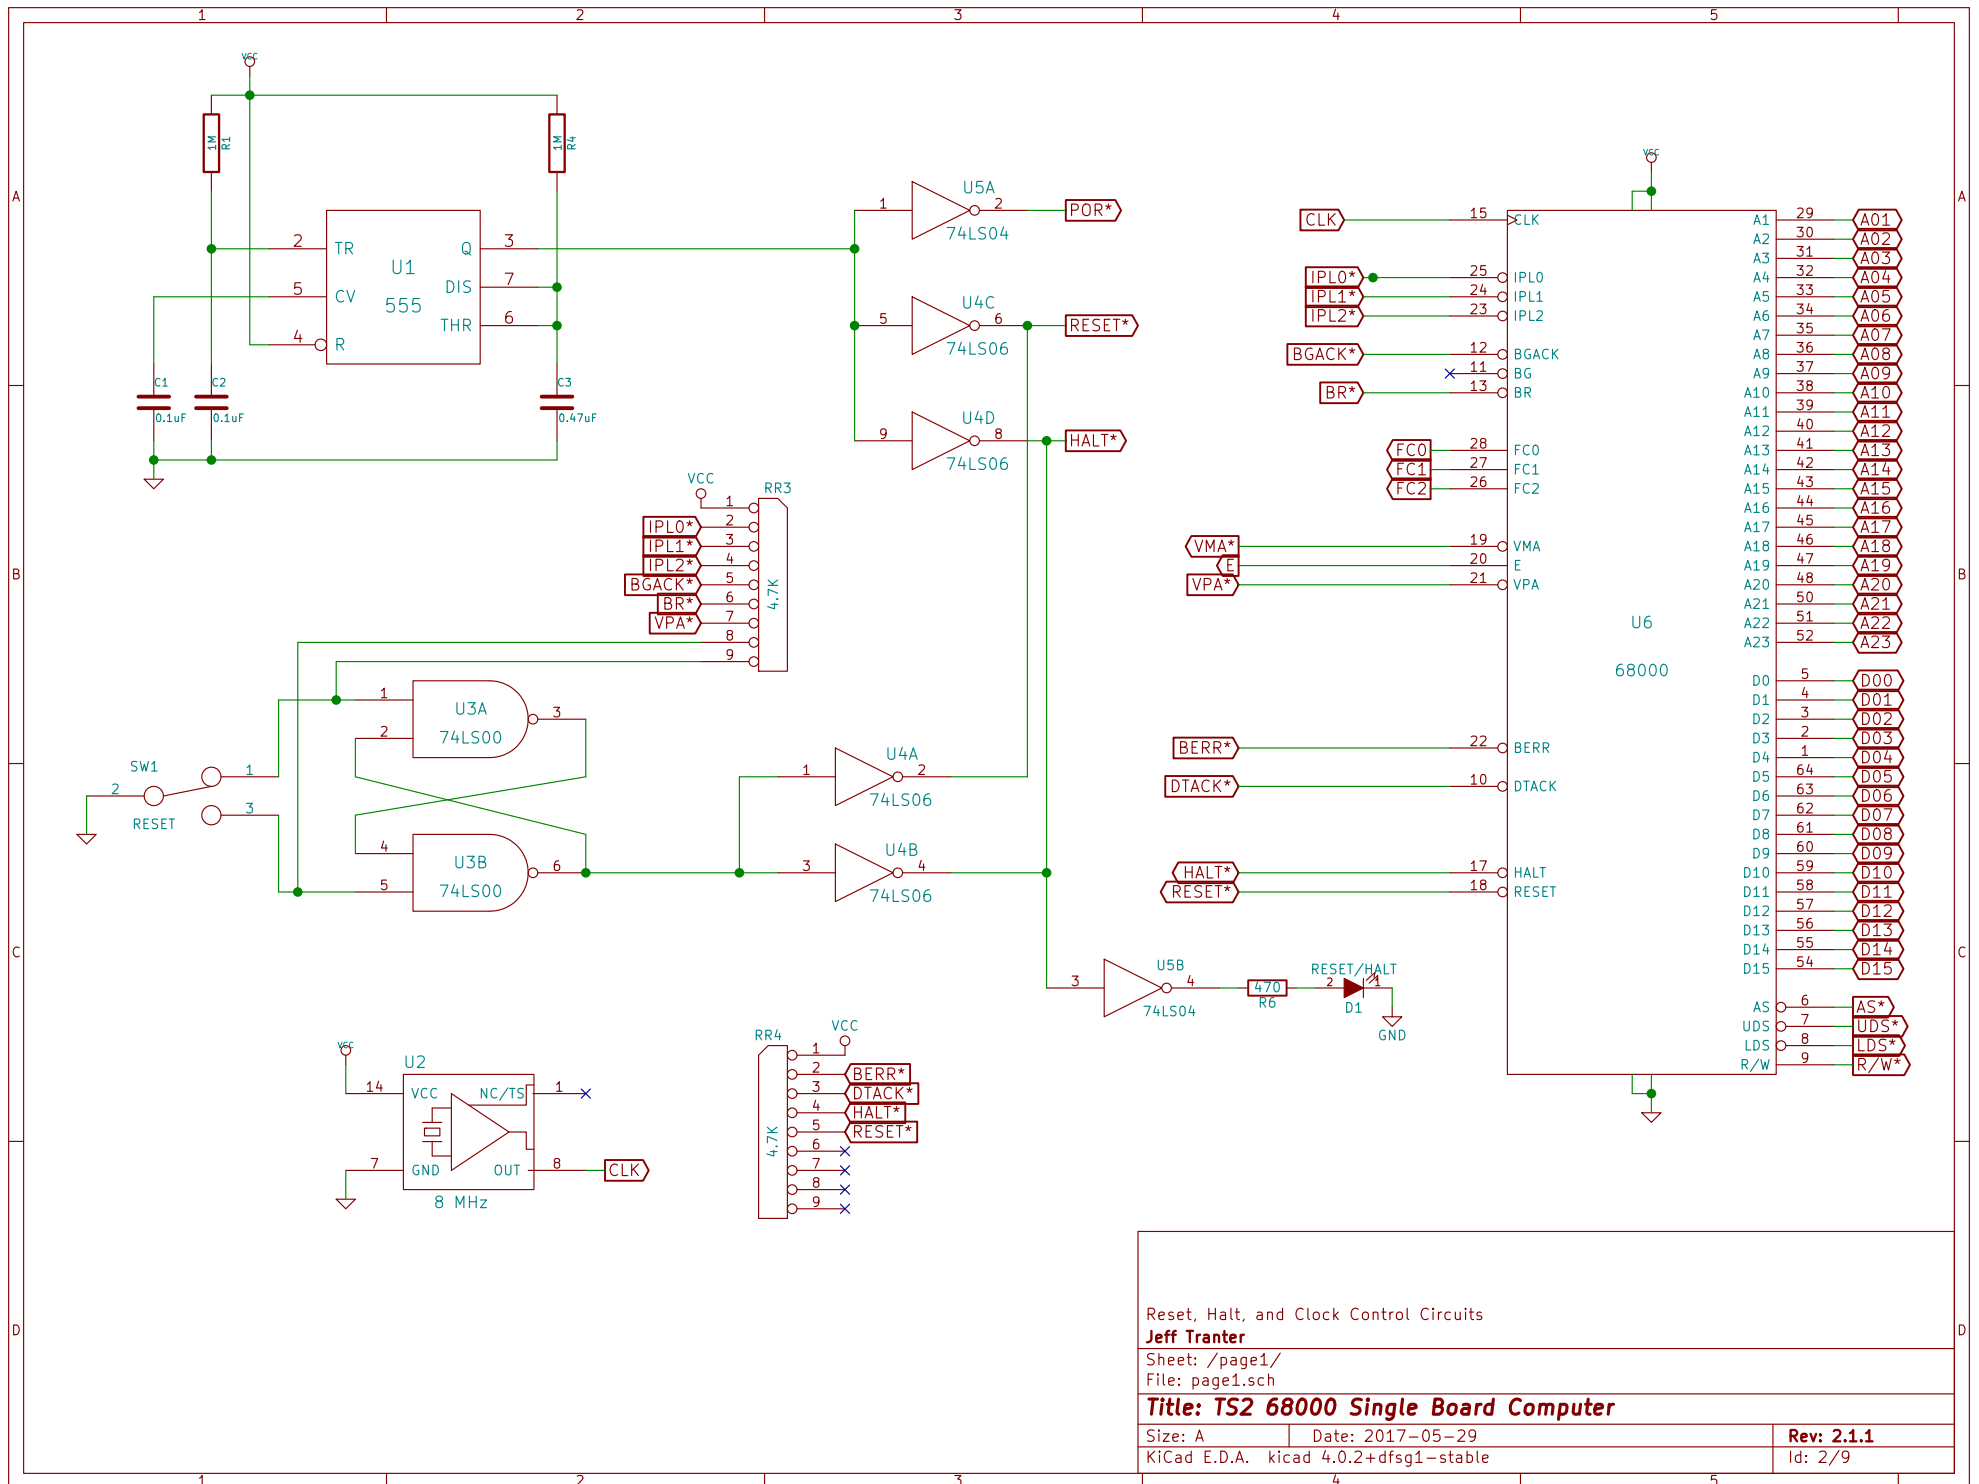 1 2 3 4 5
A
B
C
D
A
B
C
D
VCC
1M
R1
1M
R4
2 TR
5 CV
4 R
U1
555
Q 3
DIS 7
THR 6
C1
0.1uF
C2
0.1uF
C3
0.47uF
1 U5A 2
74LS04
POR*
5 U4C 6
74LS06
RESET*
9 U4D 8
74LS06
HALT*
VCC
RR3
4.7K
1
IPL0* 2
IPL1* 3
IPL2* 4
BGACK* 5
BR* 6
VPA* 7
8
9
SW1
2
1
3
RESET
1
2
U3A
74LS00
3
4
5
U3B
74LS00
6
1 U4A 2
74LS06
3 U4B 4
74LS06
3 U5B 4
74LS04
470
R6
RESET/HALT
2 1
D1
GND
VCC
U2
14 VCC
NC/TS 1
7 GND
OUT 8
CLK
8 MHz
RR4
4.7K
VCC
1
2 BERR*
3 DTACK*
4 HALT*
5 RESET*
6
7
8
9
VCC
U6
68000
CLK 15 CLK
IPL0* 25 IPL0
IPL1* 24 IPL1
IPL2* 23 IPL2
BGACK* 12 BGACK
11 BG
BR* 13 BR
FC0 28 FC0
FC1 27 FC1
FC2 26 FC2
VMA* 19 VMA
E 20 E
VPA* 21 VPA
BERR* 22 BERR
DTACK* 10 DTACK
HALT* 17 HALT
RESET* 18 RESET
A1 29 A01
A2 30 A02
A3 31 A03
A4 32 A04
A5 33 A05
A6 34 A06
A7 35 A07
A8 36 A08
A9 37 A09
A10 38 A10
A11 39 A11
A12 40 A12
A13 41 A13
A14 42 A14
A15 43 A15
A16 44 A16
A17 45 A17
A18 46 A18
A19 47 A19
A20 48 A20
A21 50 A21
A22 51 A22
A23 52 A23
D0 5 D00
D1 4 D01
D2 3 D02
D3 2 D03
D4 1 D04
D5 64 D05
D6 63 D06
D7 62 D07
D8 61 D08
D9 60 D09
D10 59 D10
D11 58 D11
D12 57 D12
D13 56 D13
D14 55 D14
D15 54 D15
AS 6 AS*
UDS 7 UDS*
LDS 8 LDS*
R/W 9 R/W*
Reset, Halt, and Clock Control Circuits
Jeff Tranter
Sheet: /page1/
File: page1.sch
Title: TS2 68000 Single Board Computer
Size: A Date: 2017-05-29 Rev: 2.1.1
KiCad E.D.A. kicad 4.0.2+dfsg1-stable Id: 2/9
1 2 3 4 5